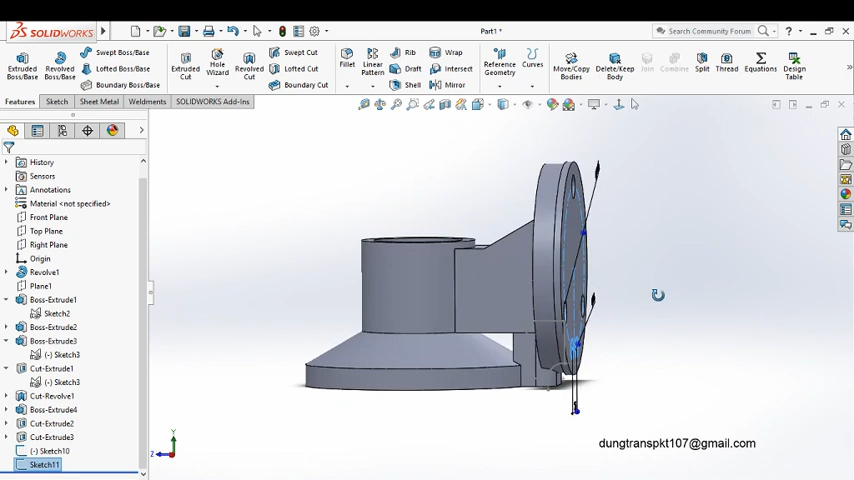 SOLIDWORKS
Part1 *
Search Community Forum
Extruded Boss/Base
Revolved Boss/Base
Swept Boss/Base
Lofted Boss/Base
Boundary Boss/Base
Extruded Cut
Hole Wizard
Revolved Cut
Swept Cut
Lofted Cut
Boundary Cut
Fillet
Linear Pattern
Rib
Draft
Shell
Wrap
Intersect
Mirror
Reference Geometry
Curves
Move/Copy Bodies
Delete/Keep Body
Join
Combine
Split
Thread
Equations
Design Table
Features
Sketch
Sheet Metal
Weldments
SOLIDWORKS Add-Ins
History
Sensors
Annotations
Material <not specified>
Front Plane
Top Plane
Right Plane
Origin
Revolve1
Plane1
Boss-Extrude1
Sketch2
Boss-Extrude2
Boss-Extrude3
(-) Sketch3
Cut-Extrude1
(-) Sketch3
Cut-Revolve1
Boss-Extrude4
Cut-Extrude2
Cut-Extrude3
(-) Sketch10
Sketch11
Y
Z
dungtranspkt107@gmail.com